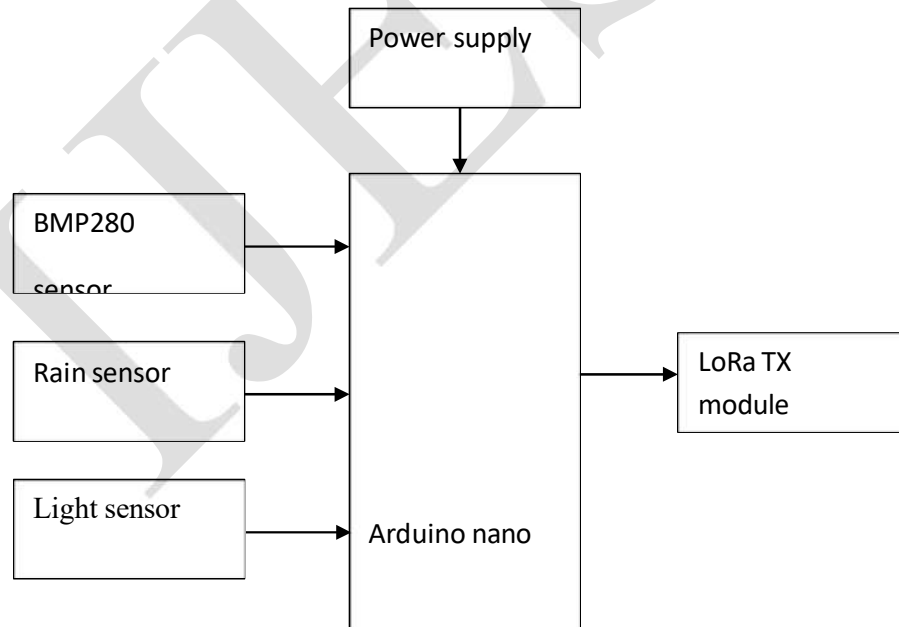 Power supply
BMP280
sensor
Rain sensor
Light sensor
Arduino nano
LoRa TX
module